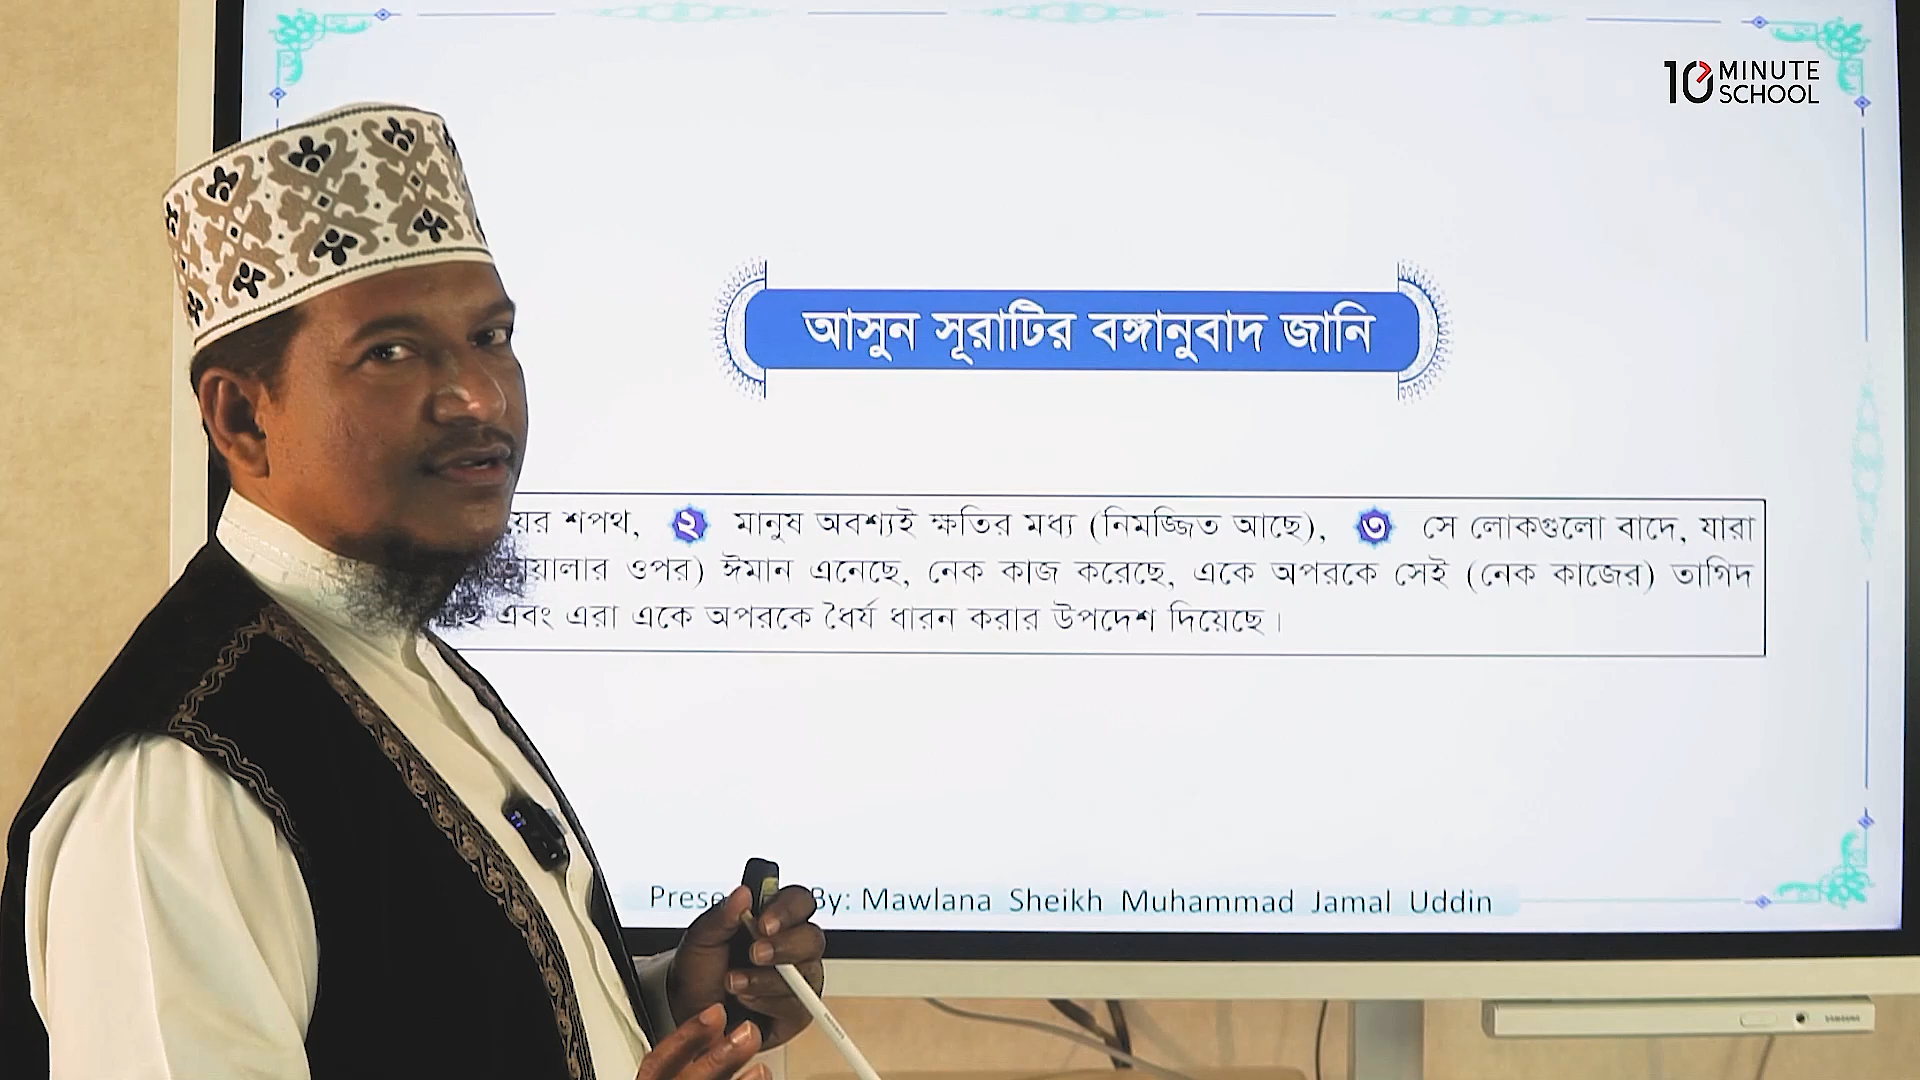 10 MINUTE
SCHOOL
আসুন সূরাটির বঙ্গানুবাদ জানি
শপথ, ২ মানুষ অবশ্যই ক্ষতির মধ্য (নিমজ্জিত আছে), ৩ সে লোকগুলো বাদে, যারা
ওপর) ঈমান এনেছে, নেক কাজ করেছে, একে অপরকে সেই (নেক কাজের) তাগিদ
এবং এরা একে অপরকে ধৈর্য ধারন করার উপদেশ দিয়েছে।
By: Mawlana Sheikh Muhammad Jamal Uddin
SAMSUNG